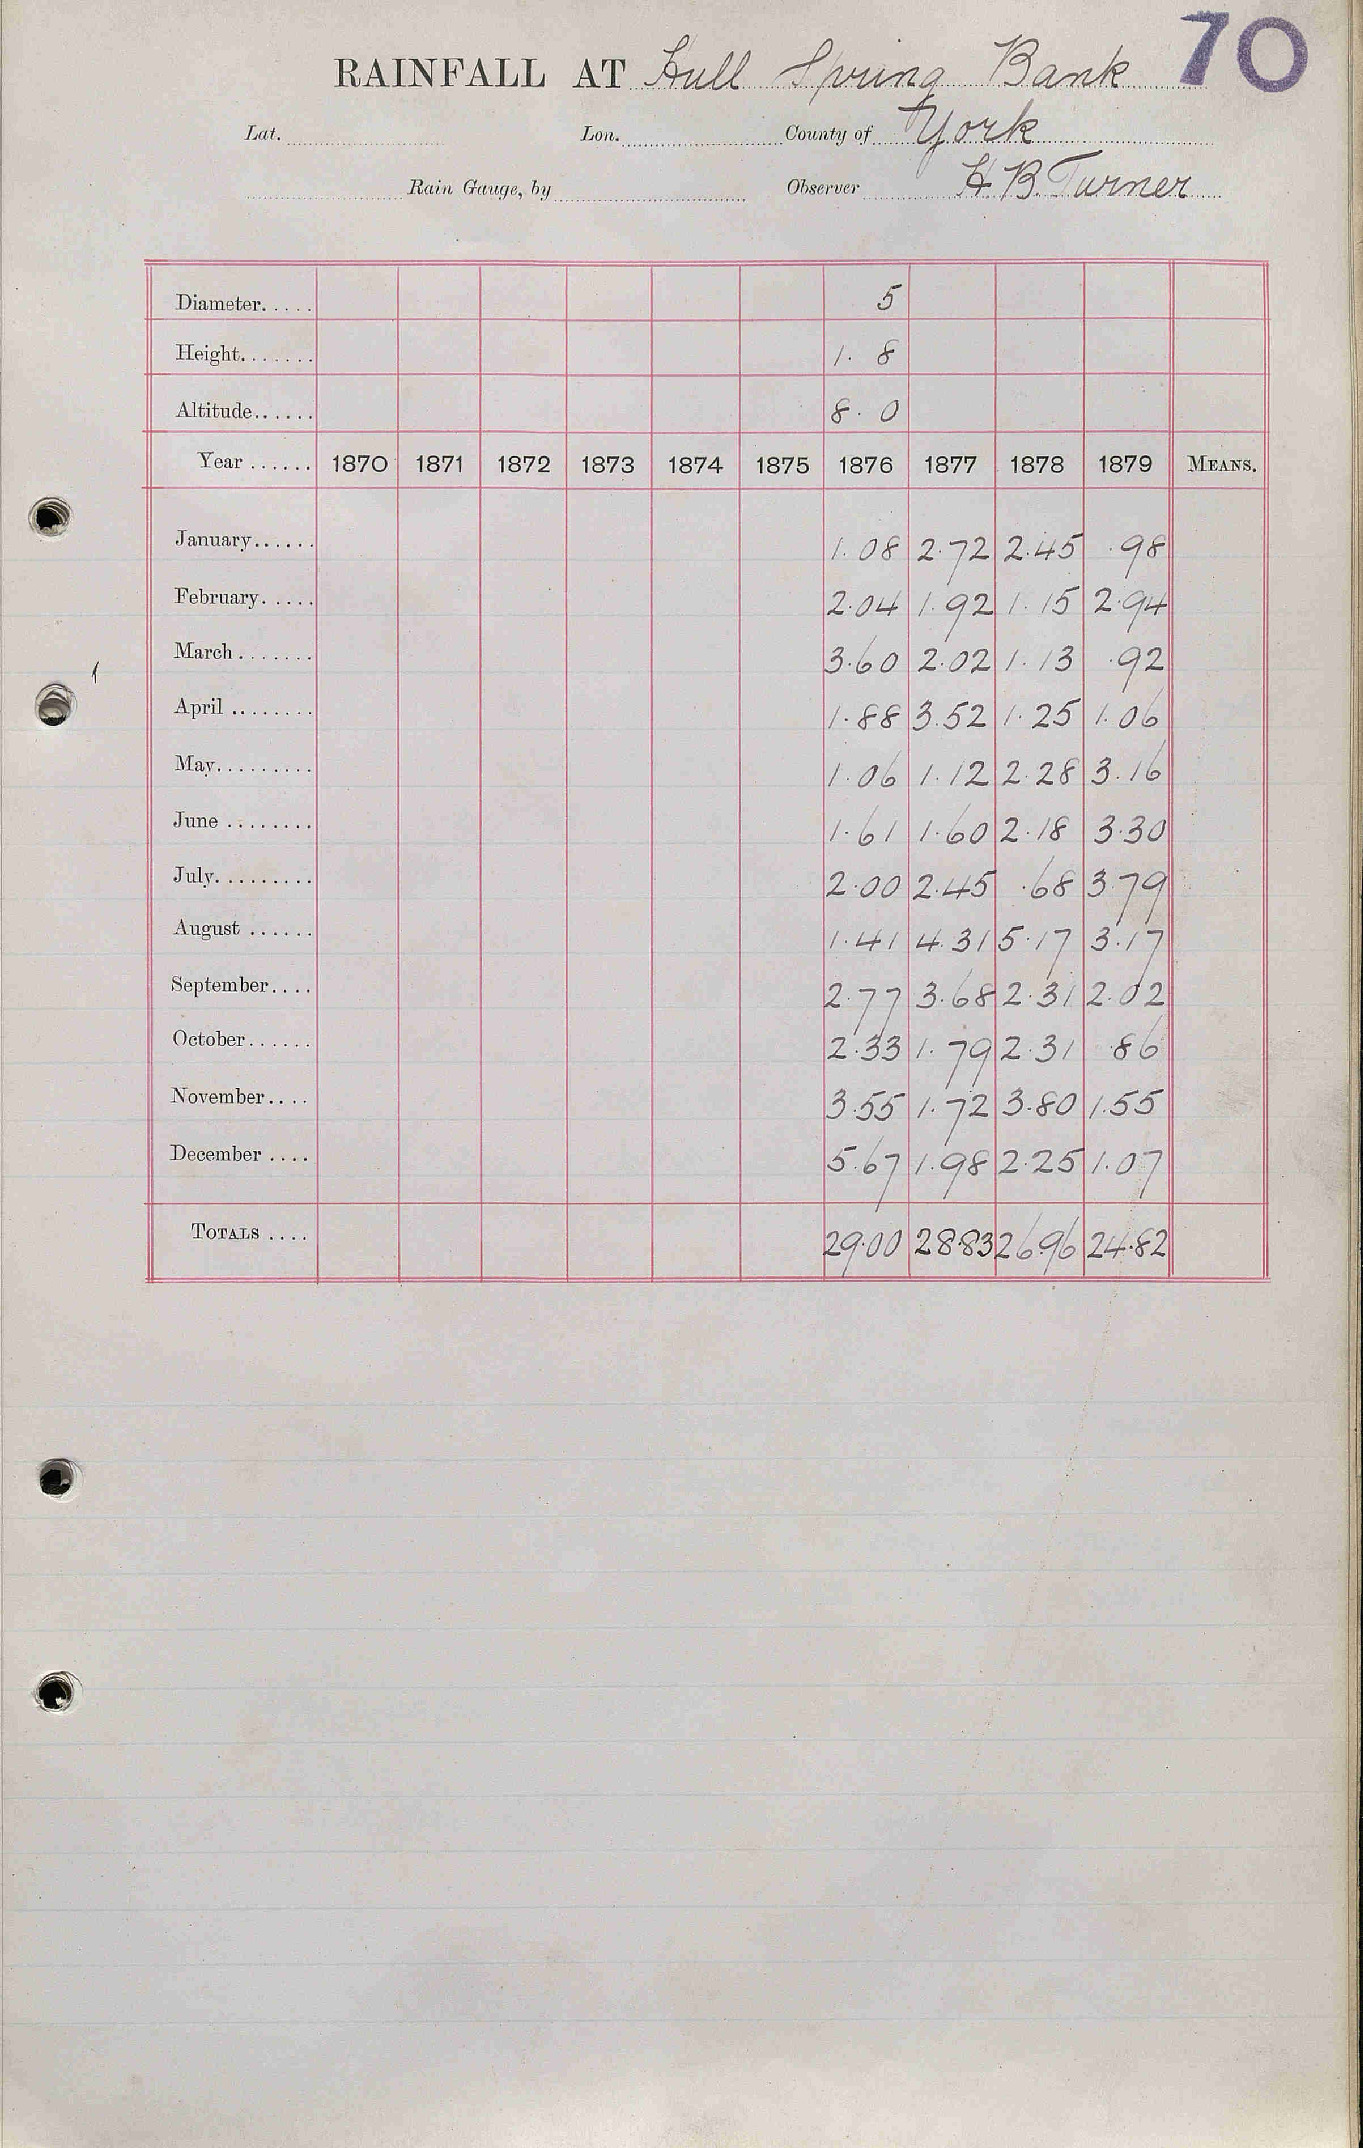 70
RAINFALL AT Hull Spring Bank
Lat. Lon. County of York
Rain Gauge, by Observer H. B. Turner
Diameter..... 5
Height....... 1. 8
Altitude...... 8. 0
Year ...... 1870 1871 1872 1873 1874 1875 1876 1877 1878 1879 MEANS.
January...... 1.08 2.72 2.45 .98
February..... 2.04 1.92 1.15 2.94
March ....... 3.60 2.02 1.13 .92
April ........ 1.88 3.52 1.25 1.06
May......... 1.06 1.12 2.28 3.16
June ........ 1.61 1.60 2.18 3.30
July......... 2.00 2.45 .68 3.79
August ...... 1.41 4.31 5.17 3.17
September.... 2.77 3.68 2.31 2.02
October...... 2.33 1.79 2.31 .86
November.... 3.55 1.72 3.80 1.55
December .... 5.67 1.98 2.25 1.07
TOTALS .... 29.00 28.83 26.96 24.82